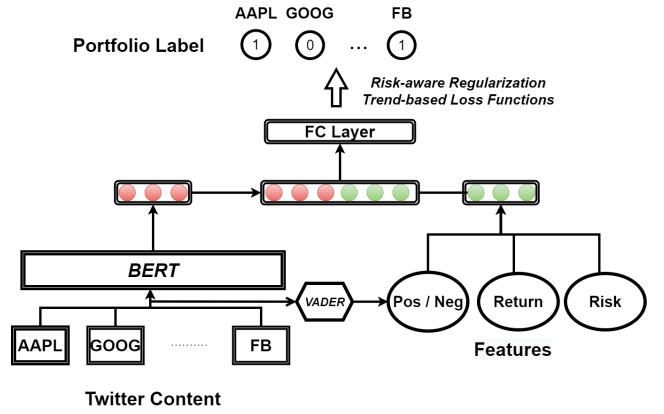 AAPL GOOG FB
Portfolio Label 1 0 ... 1
Risk-aware Regularization
Trend-based Loss Functions
FC Layer
BERT
VADER
Pos / Neg
Return
Risk
AAPL
GOOG
..........
FB
Features
Twitter Content